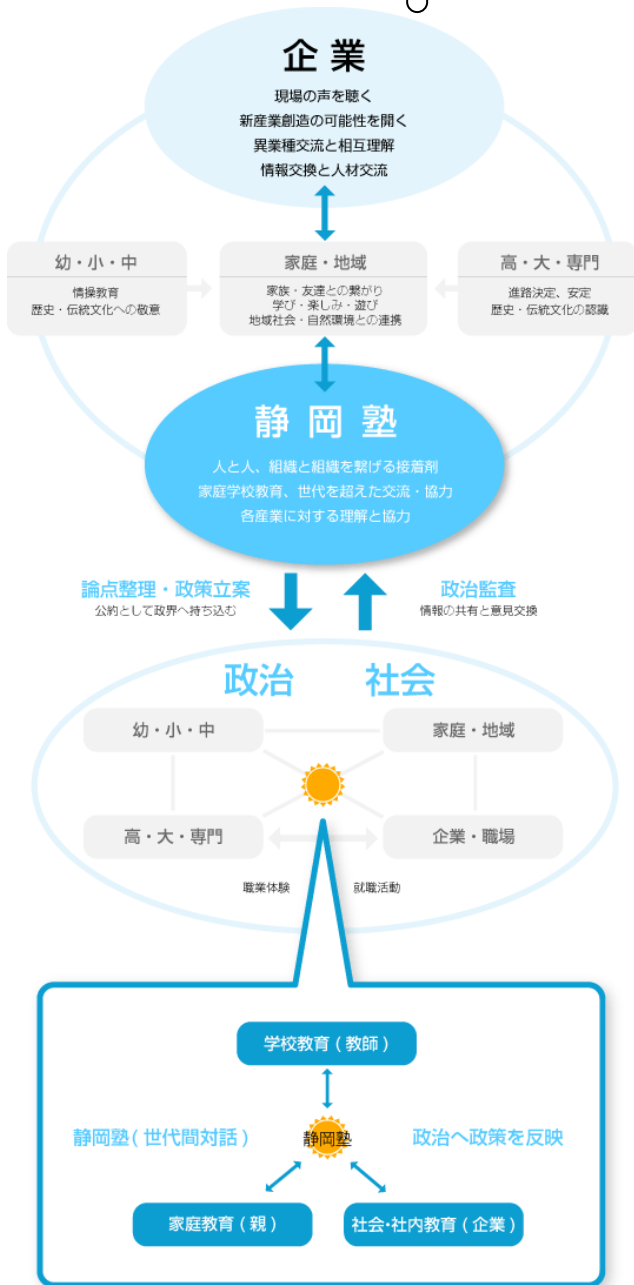 企業
現場の声を聴く
新産業創造の可能性を開く
異業種交流と相互理解
情報交換と人材交流
幼・小・中
情操教育
歴史・伝統文化への敬意
家庭・地域
家族・友達との繋がり
学び・楽しみ・遊び
地域社会・自然環境との連携
高・大・専門
進路決定、安定
歴史・伝統文化の認識
静岡塾
人と人、組織と組織を繋げる接着剤
家庭学校教育、世代を超えた交流・協力
各産業に対する理解と協力
論点整理・政策立案
公約として政界へ持ち込む
政治監査
情報の共有と意見交換
政治 社会
幼・小・中
家庭・地域
高・大・専門
企業・職場
職業体験
就職活動
学校教育(教師)
静岡塾(世代間対話)
静岡塾
政治へ政策を反映
家庭教育(親)
社会・社内教育(企業)